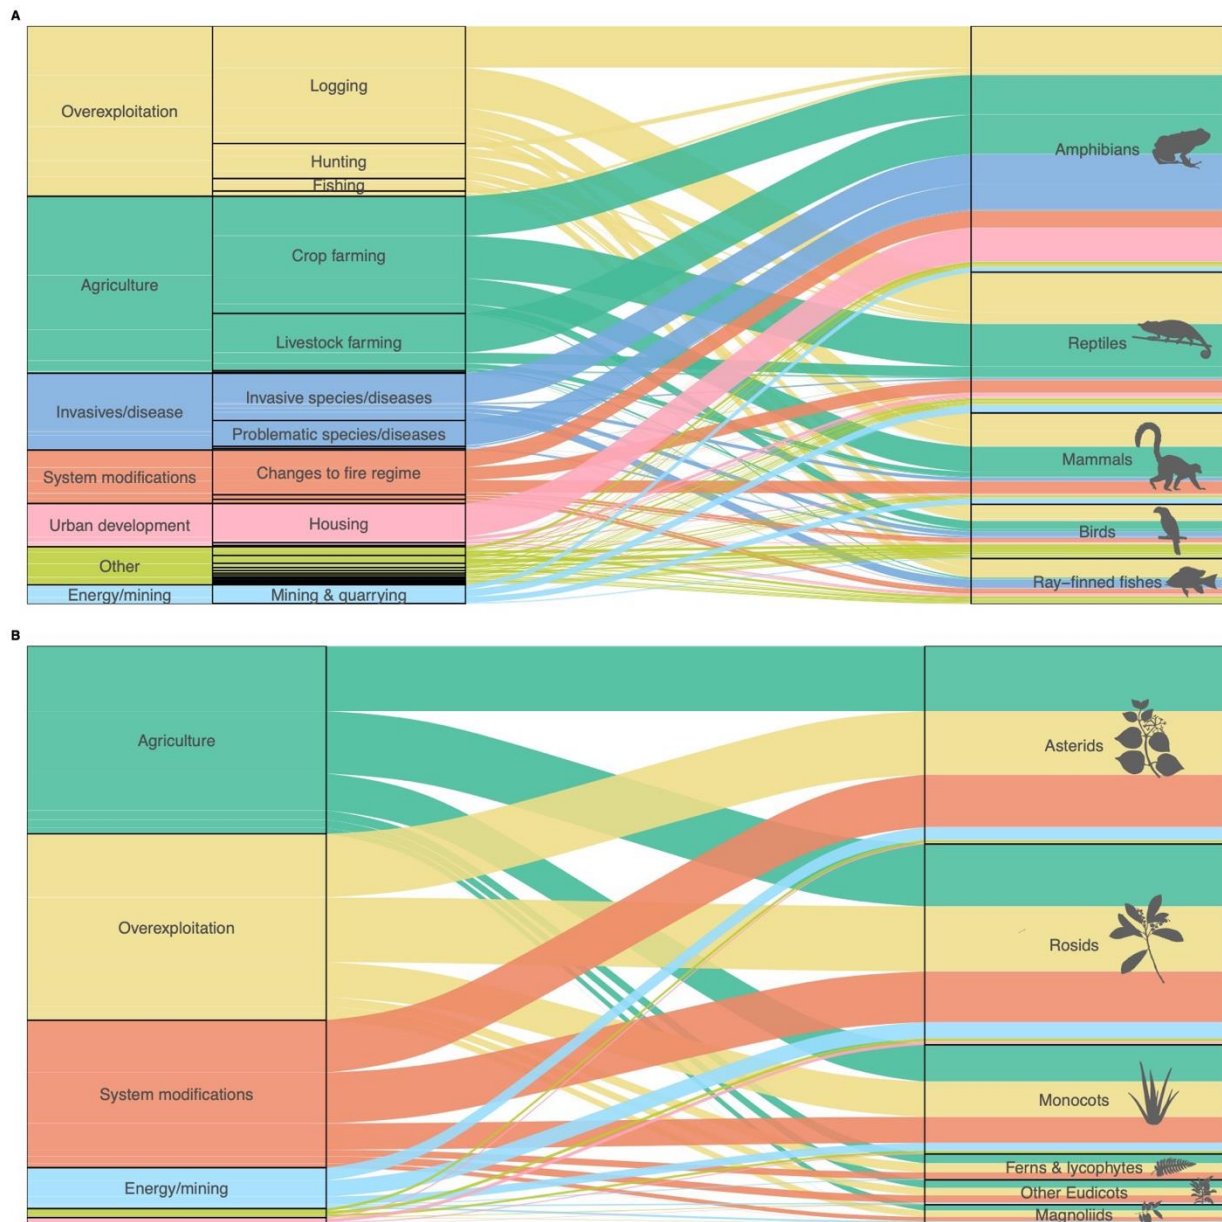 A
Overexploitation
Logging
Hunting
Fishing
Agriculture
Crop farming
Livestock farming
Invasives/disease
Invasive species/diseases
Problematic species/diseases
System modifications
Changes to fire regime
Urban development
Housing
Other
Energy/mining
Mining & quarrying
Amphibians
Reptiles
Mammals
Birds
Ray–finned fishes
B
Agriculture
Overexploitation
System modifications
Energy/mining
Asterids
Rosids
Monocots
Ferns & lycophytes
Other Eudicots
Magnoliids